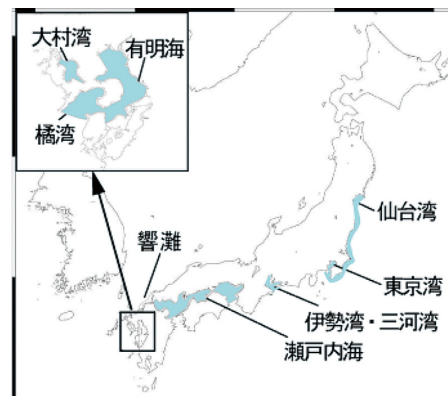 大村湾
有明海
橘湾
響灘
仙台湾
東京湾
伊勢湾・三河湾
瀬戸内海